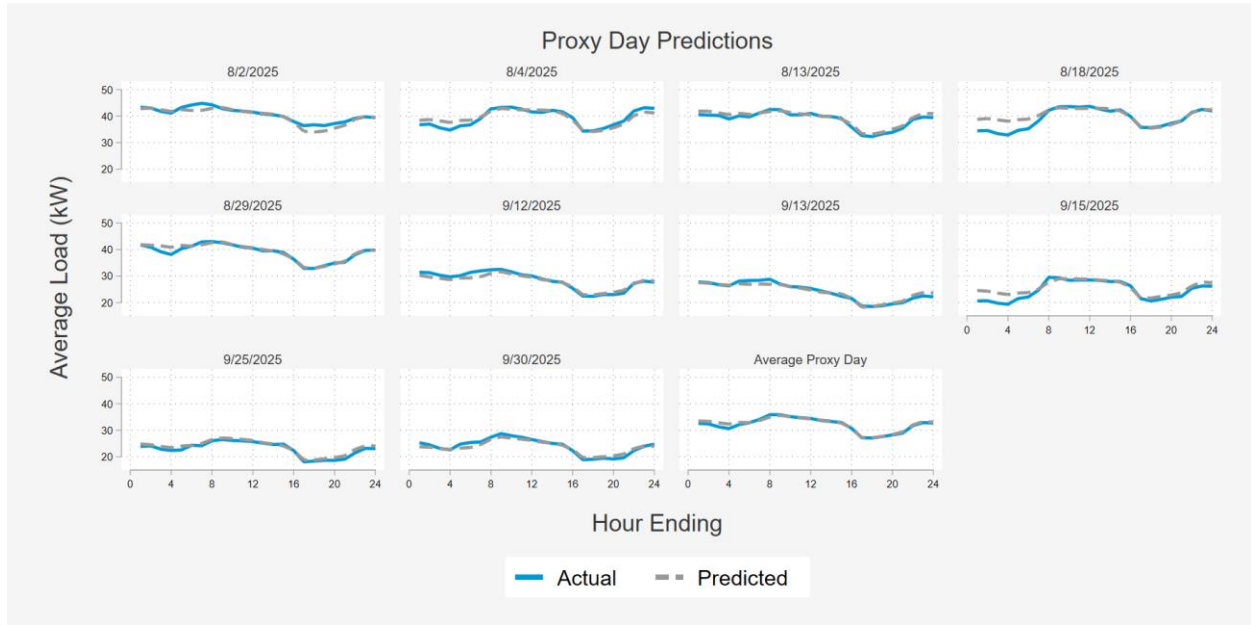 Proxy Day Predictions
8/2/2025
8/4/2025
8/13/2025
8/18/2025
50
40
30
20
8/29/2025
9/12/2025
9/13/2025
9/15/2025
50
40
30
20
0 4 8 12 16 20 24
9/25/2025
9/30/2025
Average Proxy Day
50
40
30
20
0 4 8 12 16 20 24
0 4 8 12 16 20 24
0 4 8 12 16 20 24
Average Load (kW)
Hour Ending
Actual
Predicted